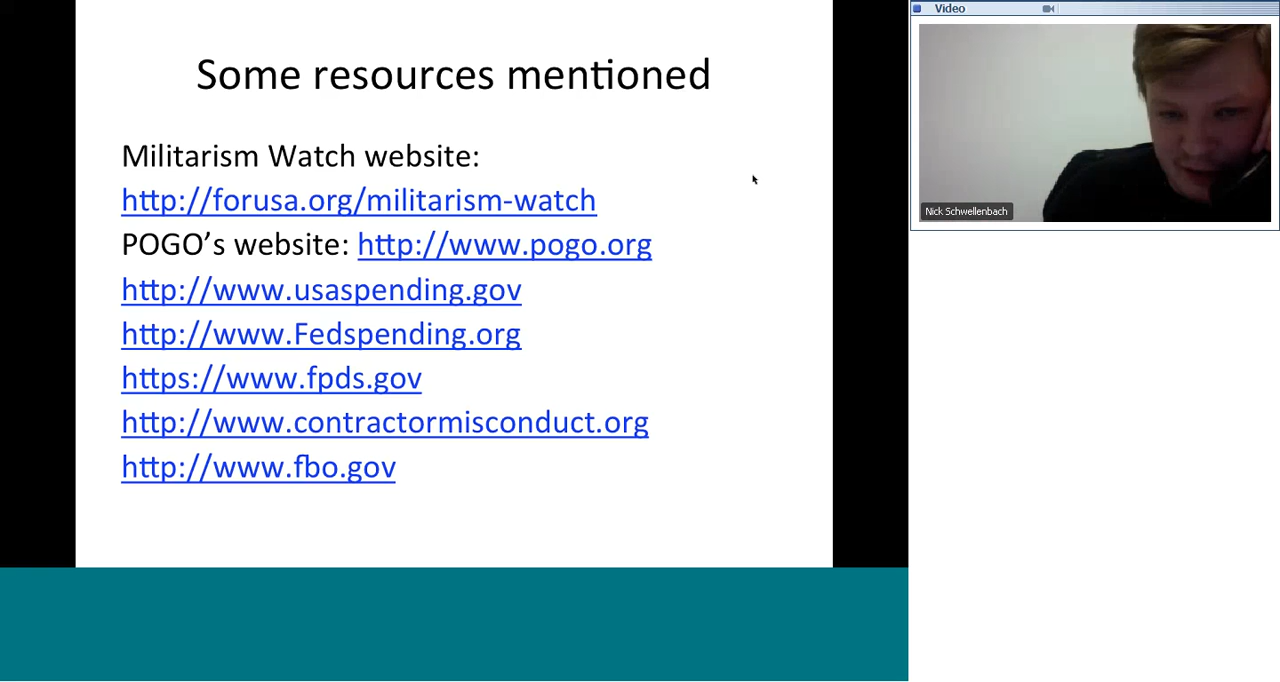 Some resources mentioned
Militarism Watch website:
http://forusa.org/militarism-watch
POGO’s website: http://www.pogo.org
http://www.usaspending.gov
http://www.Fedspending.org
https://www.fpds.gov
http://www.contractormisconduct.org
http://www.fbo.gov
Video
Nick Schwellenbach